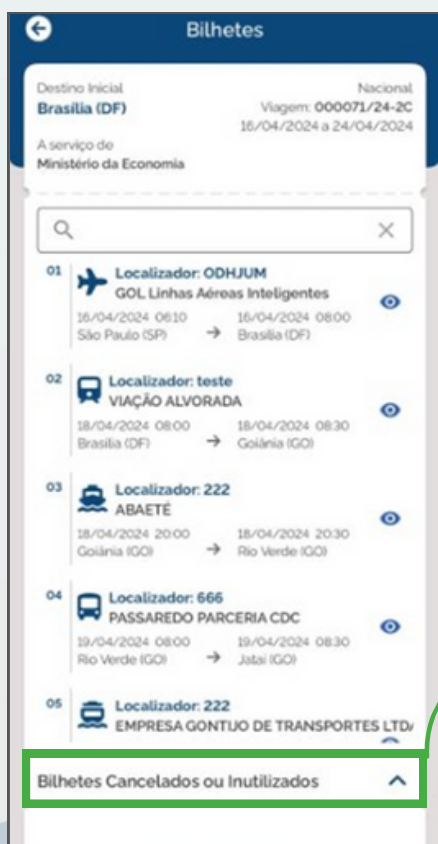 Bilhetes
Destino Inicial Nacional
Brasília (DF) Viagem: 000071/24-2C
16/04/2024 a 24/04/2024
A serviço de
Ministério da Economia
01 Localizador: ODHJUM
GOL Linhas Aéreas Inteligentes
16/04/2024 06:10 16/04/2024 08:00
São Paulo (SP) → Brasília (DF)
02 Localizador: teste
VIAÇÃO ALVORADA
18/04/2024 08:00 18/04/2024 08:30
Brasília (DF) → Goiânia (GO)
03 Localizador: 222
ABAETÉ
18/04/2024 20:00 18/04/2024 20:30
Goiânia (GO) → Rio Verde (GO)
04 Localizador: 666
PASSAREDO PARCERIA CDC
19/04/2024 08:00 19/04/2024 08:30
Rio Verde (GO) → Jataí (GO)
05 Localizador: 222
EMPRESA GONTIJO DE TRANSPORTES LTDA
Bilhetes Cancelados ou Inutilizados